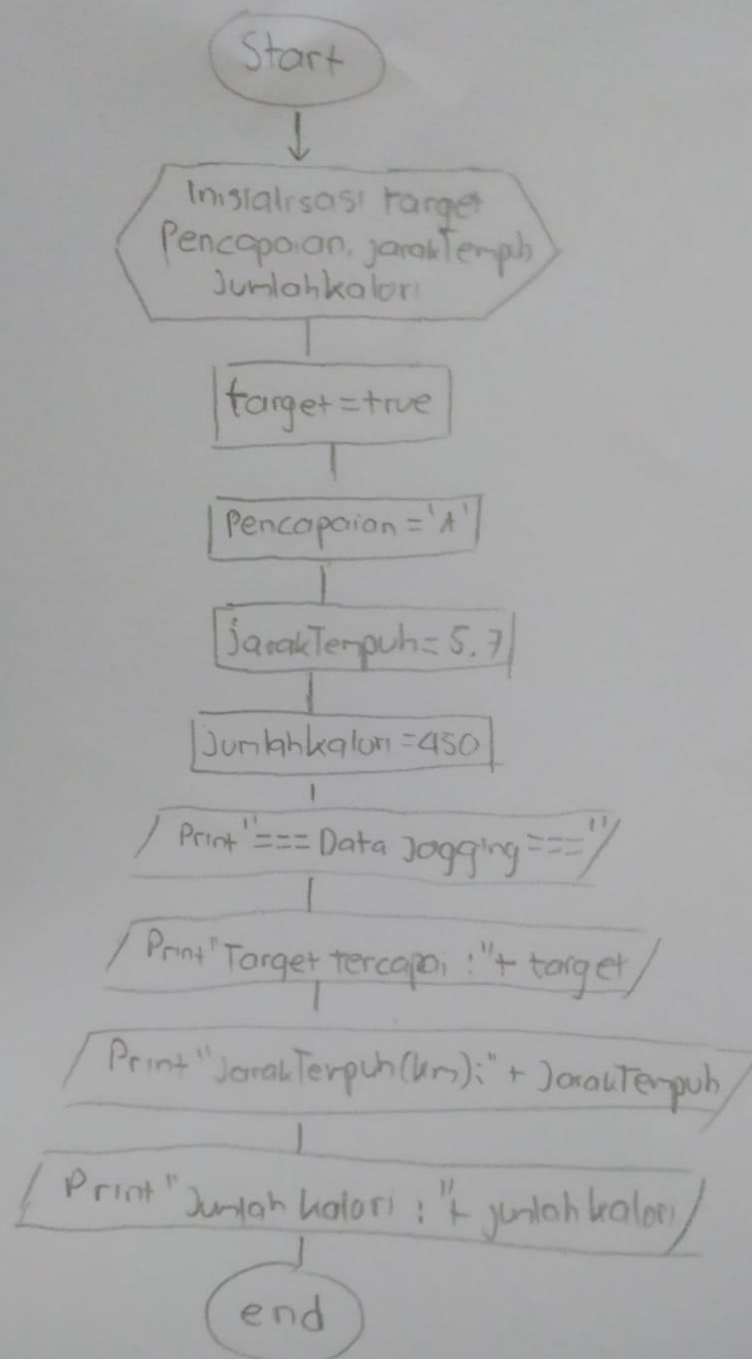 Start
Inisialisasi target
Pencapaian, jarakTemph
Jumlahkalori
target = true
Pencapaian = 'A'
jarakTempuh = 5.7
Jumlahkalori = 450
Print "=== Data Jogging ==="
Print "Target tercapai : " + target
Print "JarakTempuh (km): " + JarakTempuh
Print "Jumlah kalori : " + jumlah kalori
end